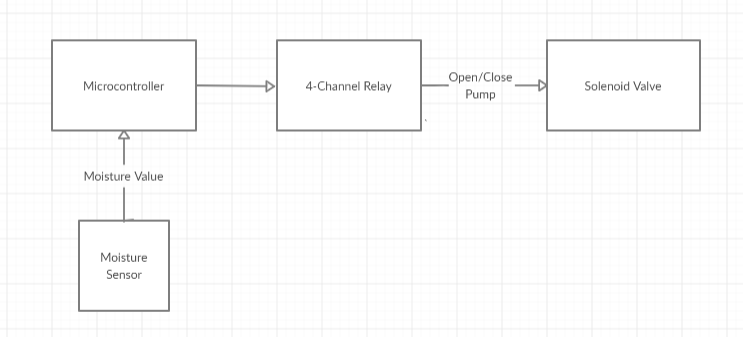 Microcontroller
4-Channel Relay
Open/Close
Pump
Solenoid Valve
Moisture Value
Moisture
Sensor